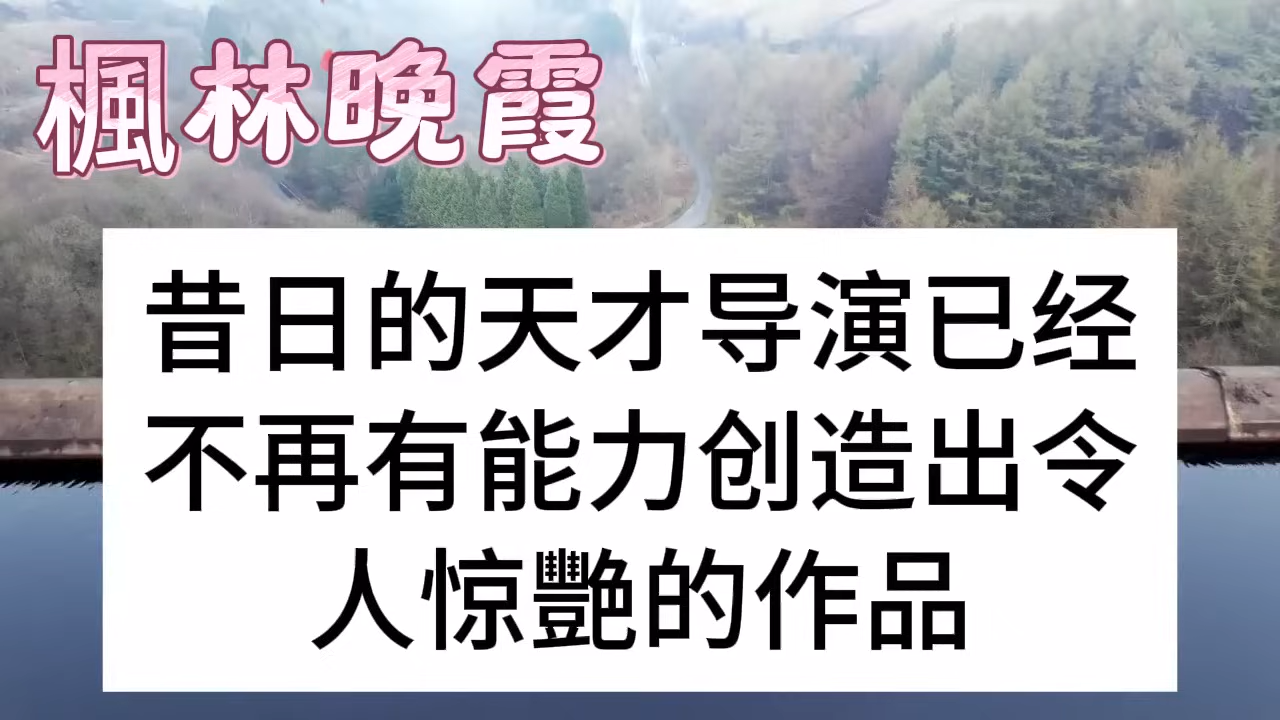 楓林晚霞
昔日的天才导演已经
不再有能力创造出令
人惊艷的作品